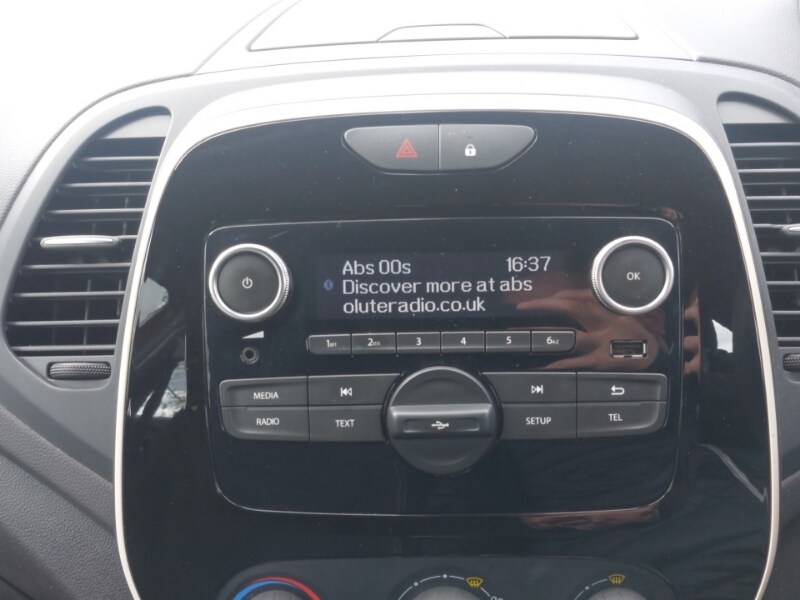 Abs 00s 16:37
Discover more at abs
oluteradio.co.uk
1 2 3 4 5 6
OK
MEDIA
RADIO TEXT SETUP TEL